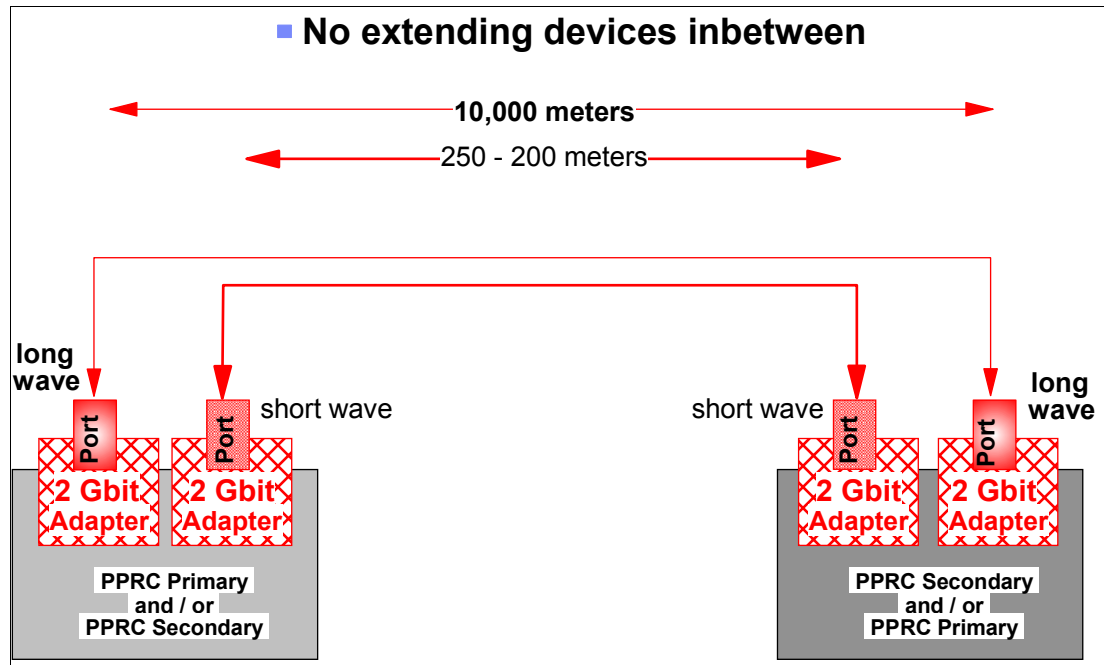 No extending devices inbetween
10,000 meters
250 - 200 meters
long
wave
short wave
short wave
long
wave
Port
Port
Port
Port
2 Gbit
Adapter
2 Gbit
Adapter
2 Gbit
Adapter
2 Gbit
Adapter
PPRC Primary
and / or
PPRC Secondary
PPRC Secondary
and / or
PPRC Primary